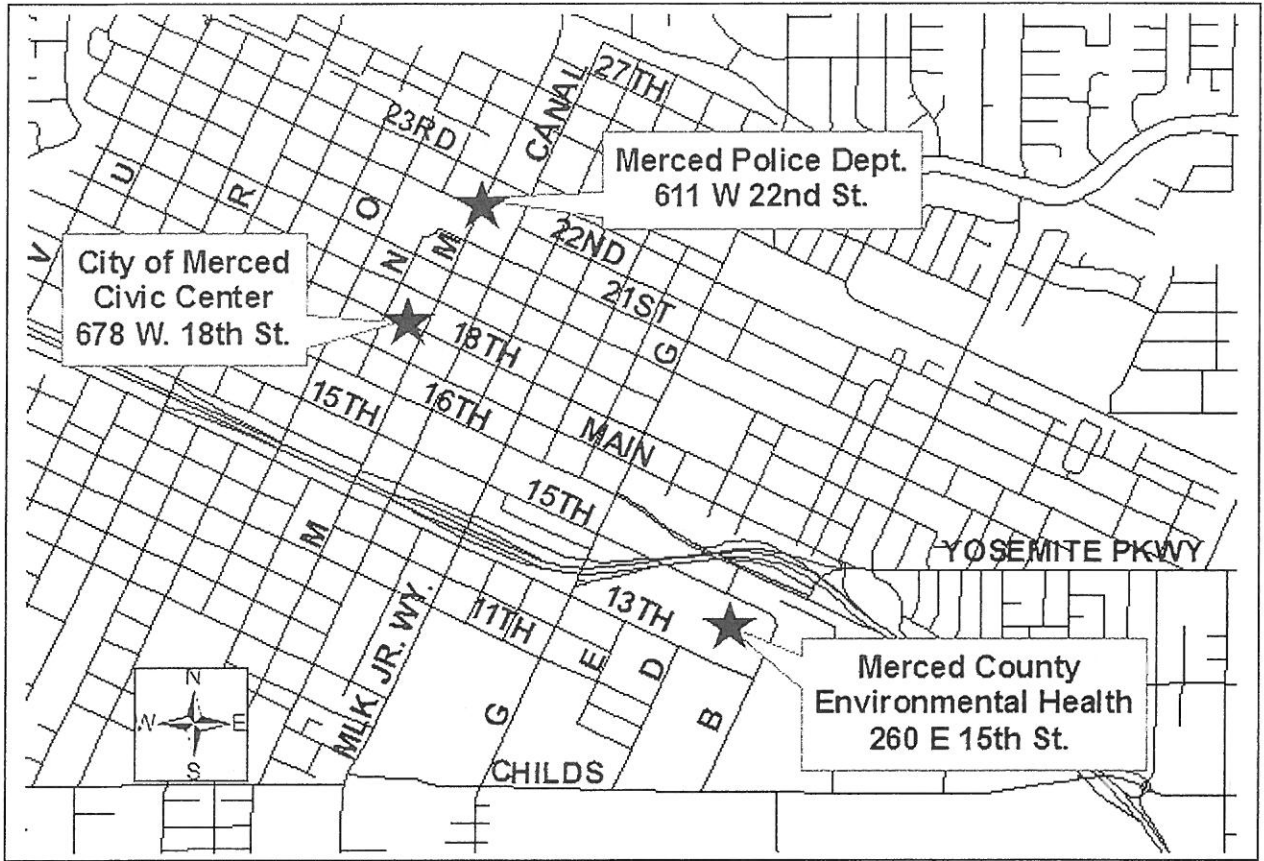 27TH
CANAL
23RD
Merced Police Dept.
611 W 22nd St.
U
R
O
N
M
V
22ND
21ST
G
City of Merced
Civic Center
678 W. 18th St.
18TH
16TH
15TH
MAIN
15TH
M
YOSEMITE PKWY
13TH
11TH
MLK JR. WY.
E
D
B
G
Merced County
Environmental Health
260 E 15th St.
CHILDS
N
W
E
S